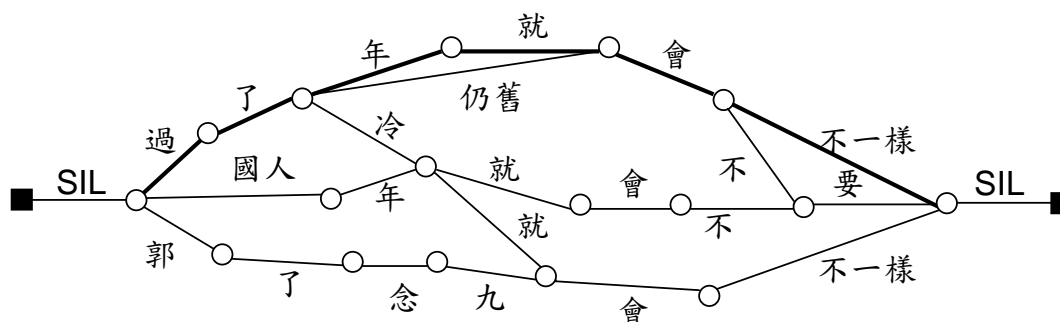 SIL
過
了
年
就
會
不一樣
仍舊
冷
國人
年
就
會
不
不
要
就
郭
了
念
九
會
不一樣
SIL